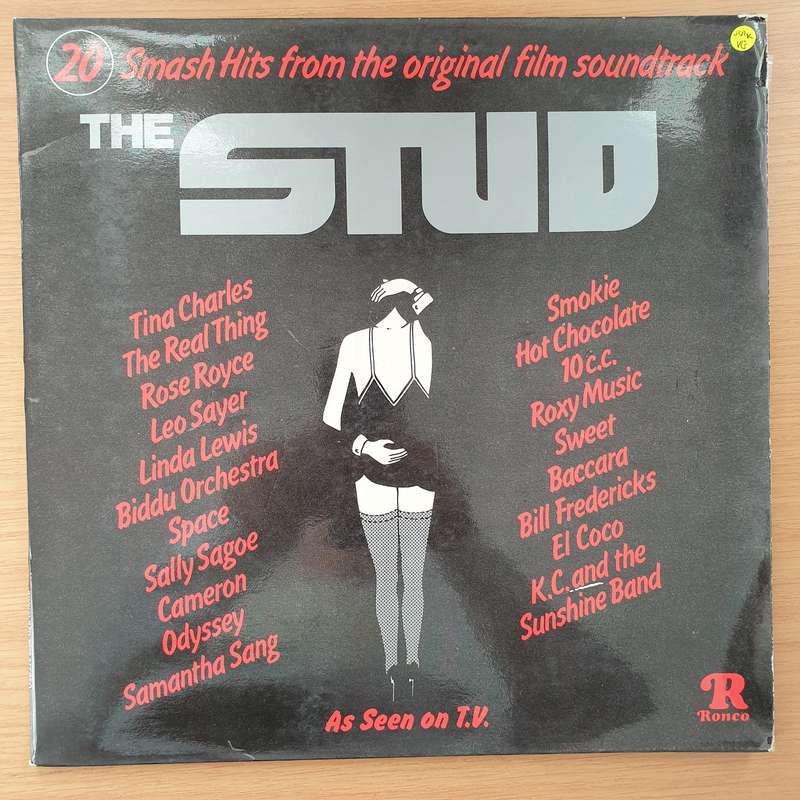 20 Smash Hits from the original film soundtrack
THE STUD
Tina Charles
The Real Thing
Rose Royce
Leo Sayer
Linda Lewis
Biddu Orchestra
Space
Sally Sagoe
Cameron
Odyssey
Samantha Sang
Smokie
Hot Chocolate
10 c.c.
Roxy Music
Sweet
Baccara
Bill Fredericks
El Coco
K.C. and the
Sunshine Band
As Seen on T.V.
R
Ronco
VG